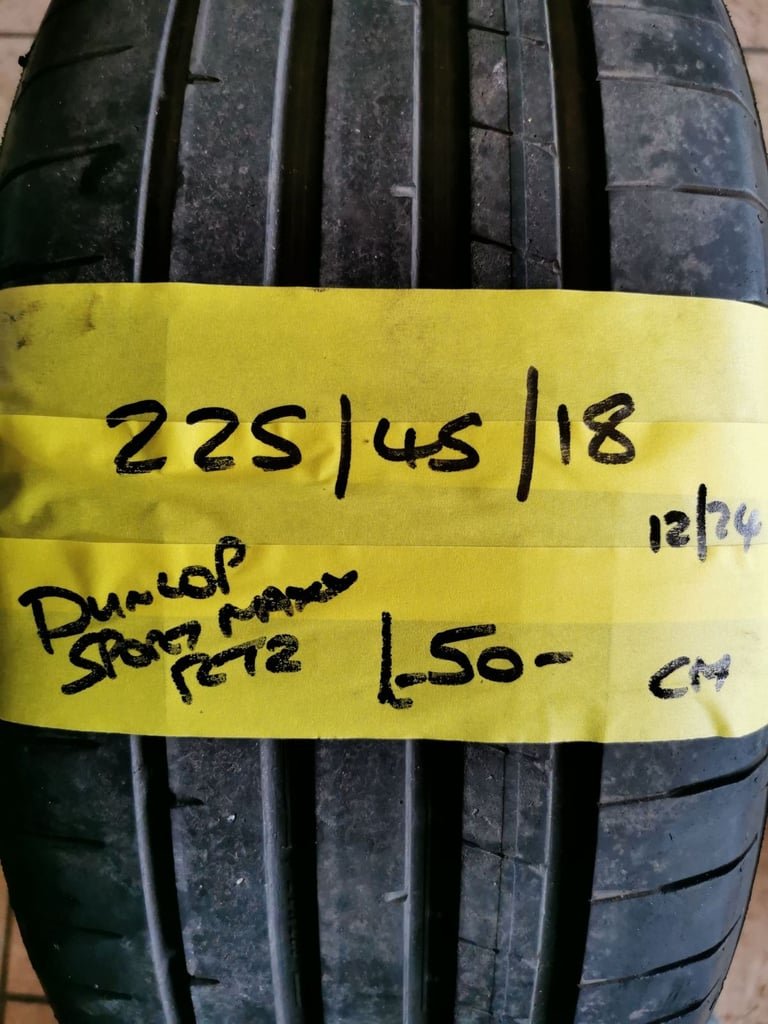 225/45/18
12/24
DUNLOP
SPORT MAXX
RT2
£50-
CM